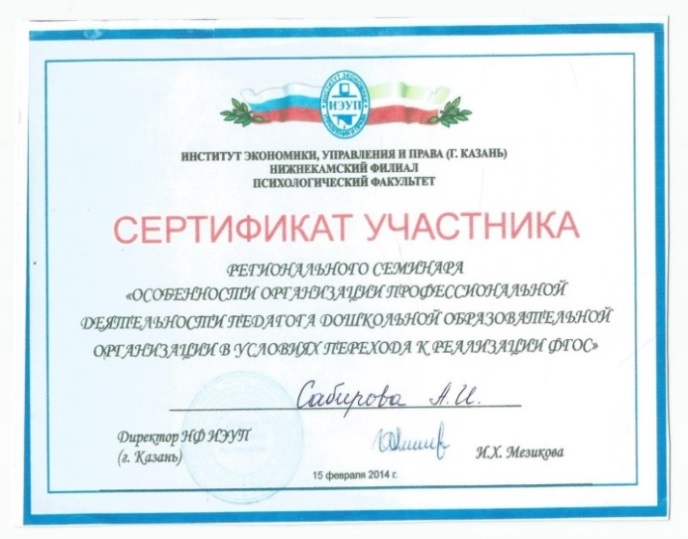 ИЭУП
ИНСТИТУТ ЭКОНОМИКИ, УПРАВЛЕНИЯ И ПРАВА (Г. КАЗАНЬ)
НИЖНЕКАМСКИЙ ФИЛИАЛ
ПСИХОЛОГИЧЕСКИЙ ФАКУЛЬТЕТ
СЕРТИФИКАТ УЧАСТНИКА
РЕГИОНАЛЬНОГО СЕМИНАРА
«ОСОБЕННОСТИ ОРГАНИЗАЦИИ ПРОФЕССИОНАЛЬНОЙ
ДЕЯТЕЛЬНОСТИ ПЕДАГОГА ДОШКОЛЬНОЙ ОБРАЗОВАТЕЛЬНОЙ
ОРГАНИЗАЦИИ В УСЛОВИЯХ ПЕРЕХОДА К РЕАЛИЗАЦИИ ФГОС»
Сабирова А.И.
Директор НФ ИЭУП
(г. Казань)
И.Х. Мезикова
15 февраля 2014 г.